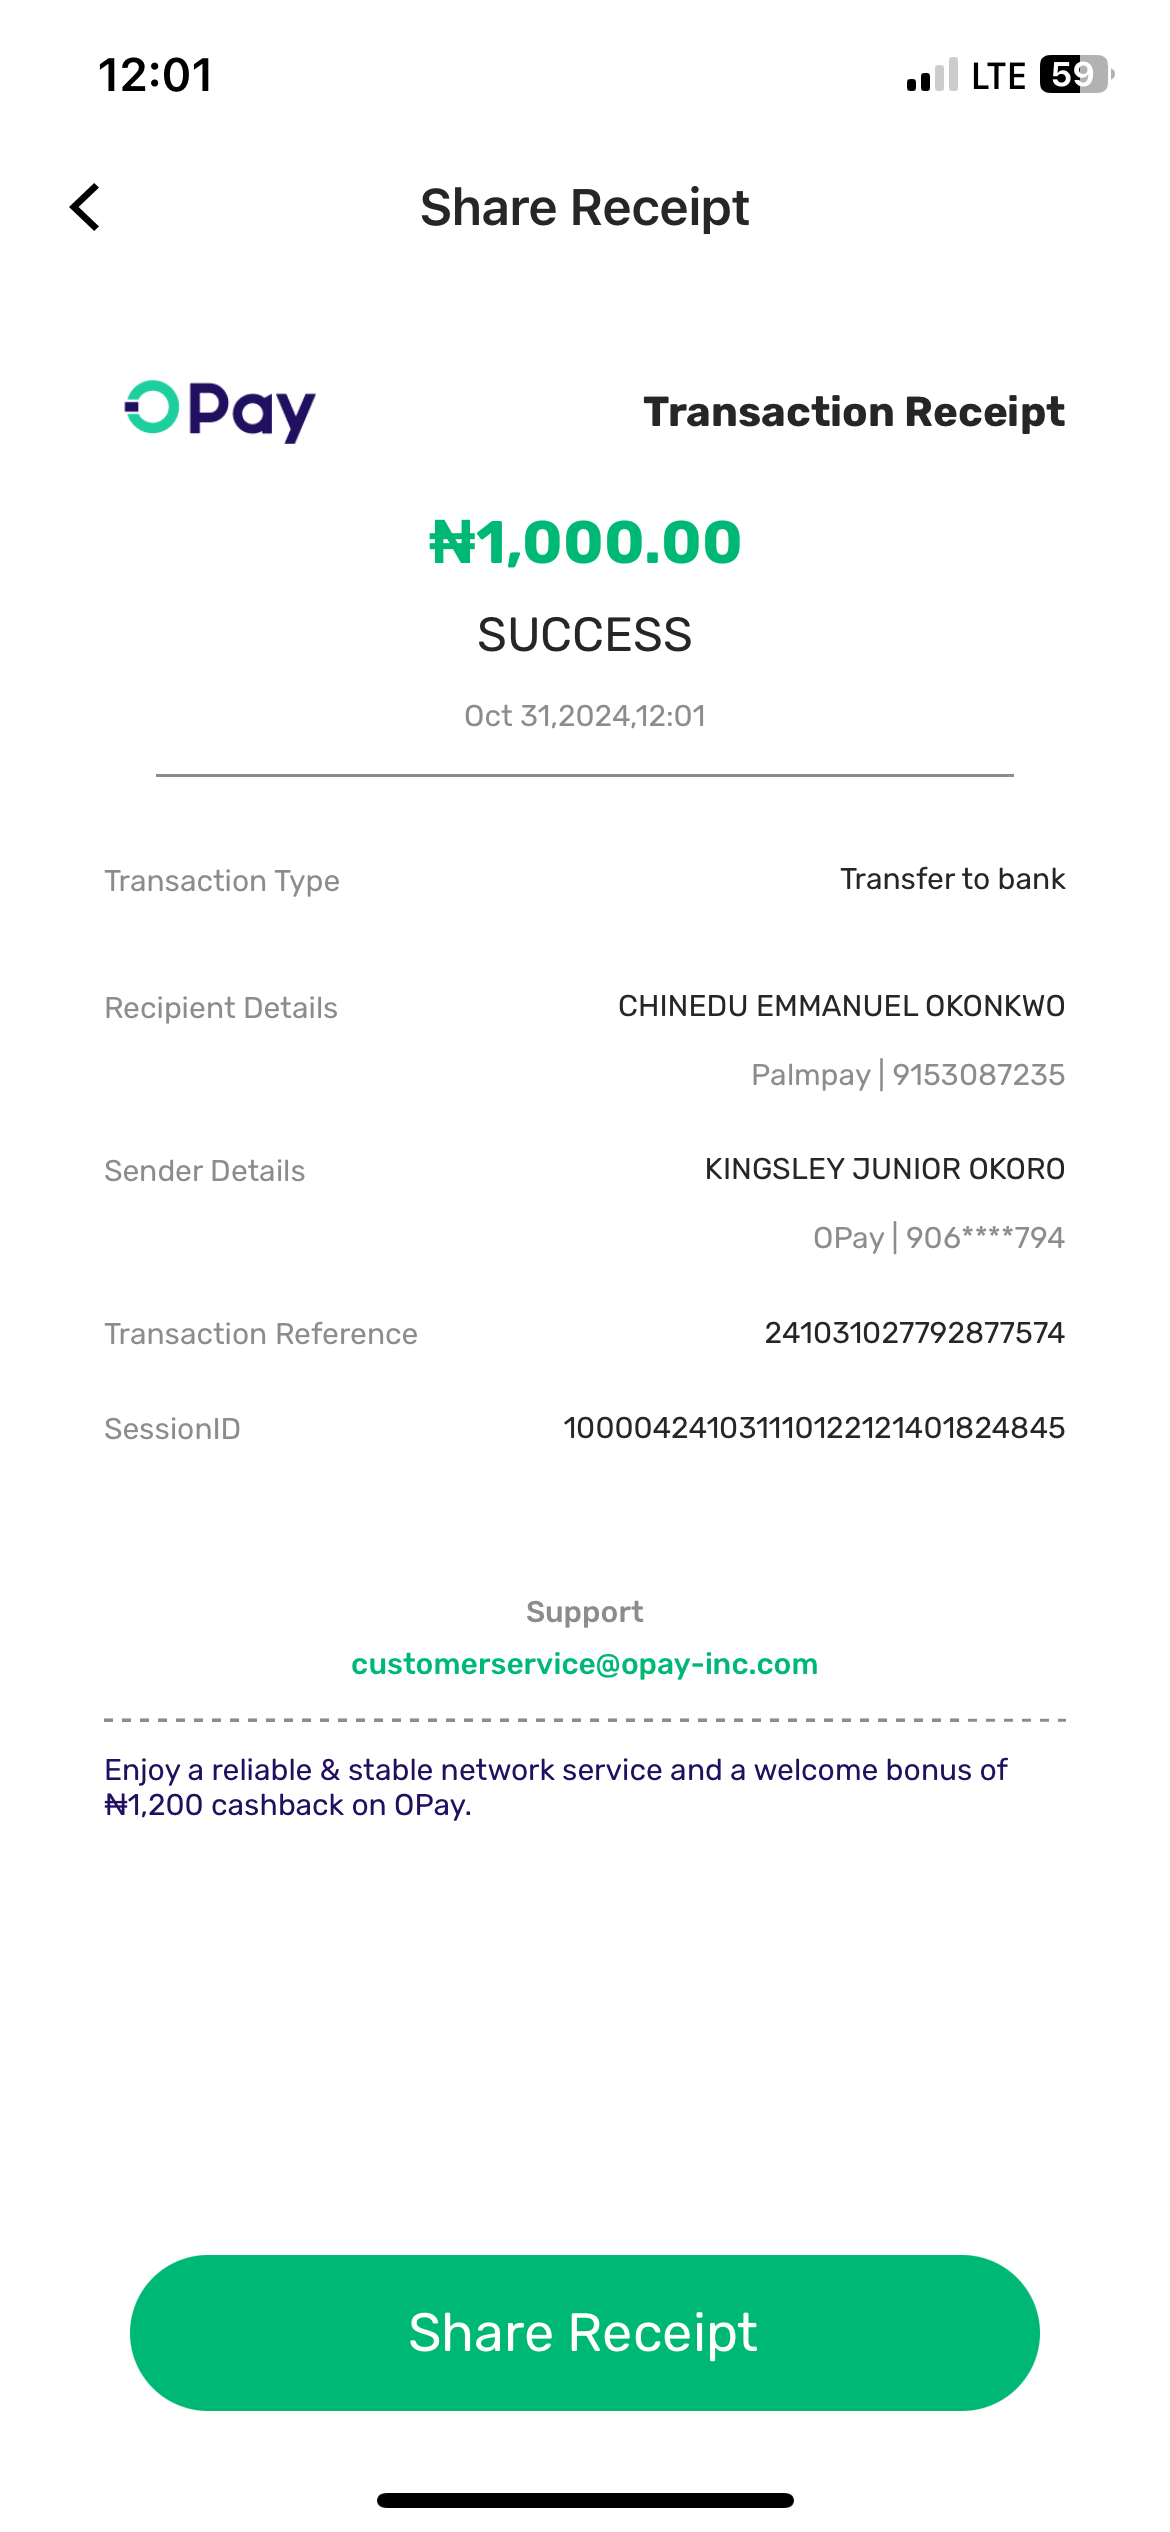 12:01 LTE 59
Share Receipt
OPay Transaction Receipt
₦1,000.00
SUCCESS
Oct 31,2024,12:01
Transaction Type Transfer to bank
Recipient Details CHINEDU EMMANUEL OKONKWO
Palmpay | 9153087235
Sender Details KINGSLEY JUNIOR OKORO
OPay | 906****794
Transaction Reference 241031027792877574
SessionID 100004241031110122121401824845
Support
customerservice@opay-inc.com
Enjoy a reliable & stable network service and a welcome bonus of
₦1,200 cashback on OPay.
Share Receipt